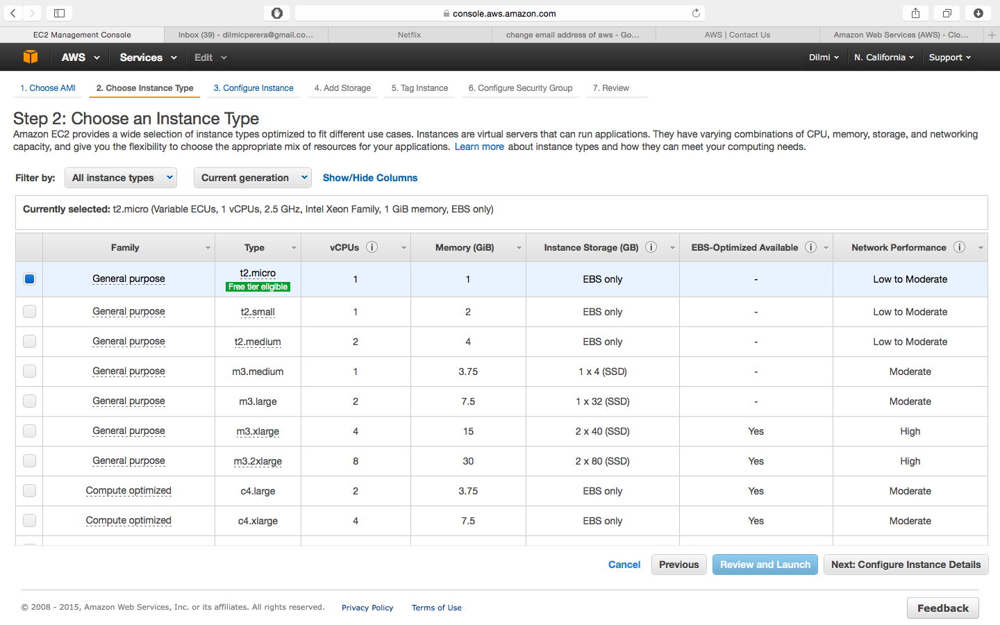 console.aws.amazon.com
EC2 Management Console
Inbox (39) - dilmicperera@gmail.co...
Netflix
change email address of aws - Go...
AWS | Contact Us
Amazon Web Services (AWS) - Clo...
AWS Services Edit Dilmi N. California Support
1. Choose AMI 2. Choose Instance Type 3. Configure Instance 4. Add Storage 5. Tag Instance 6. Configure Security Group 7. Review
Step 2: Choose an Instance Type
Amazon EC2 provides a wide selection of instance types optimized to fit different use cases. Instances are virtual servers that can run applications. They have varying combinations of CPU, memory, storage, and networking
capacity, and give you the flexibility to choose the appropriate mix of resources for your applications. Learn more about instance types and how they can meet your computing needs.
Filter by: All instance types Current generation Show/Hide Columns
Currently selected: t2.micro (Variable ECUs, 1 vCPUs, 2.5 GHz, Intel Xeon Family, 1 GiB memory, EBS only)
Family Type vCPUs Memory (GiB) Instance Storage (GB) EBS-Optimized Available Network Performance
General purpose t2.micro 1 1 EBS only - Low to Moderate
Free tier eligible
General purpose t2.small 1 2 EBS only - Low to Moderate
General purpose t2.medium 2 4 EBS only - Low to Moderate
General purpose m3.medium 1 3.75 1 x 4 (SSD) - Moderate
General purpose m3.large 2 7.5 1 x 32 (SSD) - Moderate
General purpose m3.xlarge 4 15 2 x 40 (SSD) Yes High
General purpose m3.2xlarge 8 30 2 x 80 (SSD) Yes High
Compute optimized c4.large 2 3.75 EBS only Yes Moderate
Compute optimized c4.xlarge 4 7.5 EBS only Yes Moderate
Cancel Previous Review and Launch Next: Configure Instance Details
© 2008 - 2015, Amazon Web Services, Inc. or its affiliates. All rights reserved. Privacy Policy Terms of Use Feedback